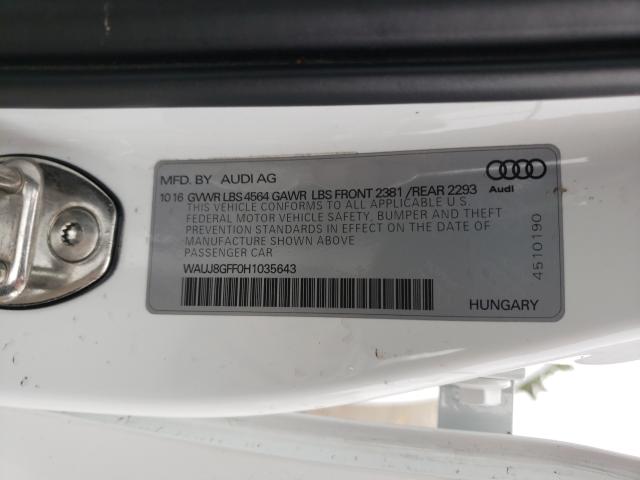 MFD. BY AUDI AG
10 16 GVWR LBS 4564 GAWR LBS FRONT 2381 /REAR 2293
THIS VEHICLE CONFORMS TO ALL APPLICABLE U.S.
FEDERAL MOTOR VEHICLE SAFETY, BUMPER AND THEFT
PREVENTION STANDARDS IN EFFECT ON THE DATE OF
MANUFACTURE SHOWN ABOVE
PASSENGER CAR
WAUJ8GFF0H1035643
HUNGARY
Audi
4510190